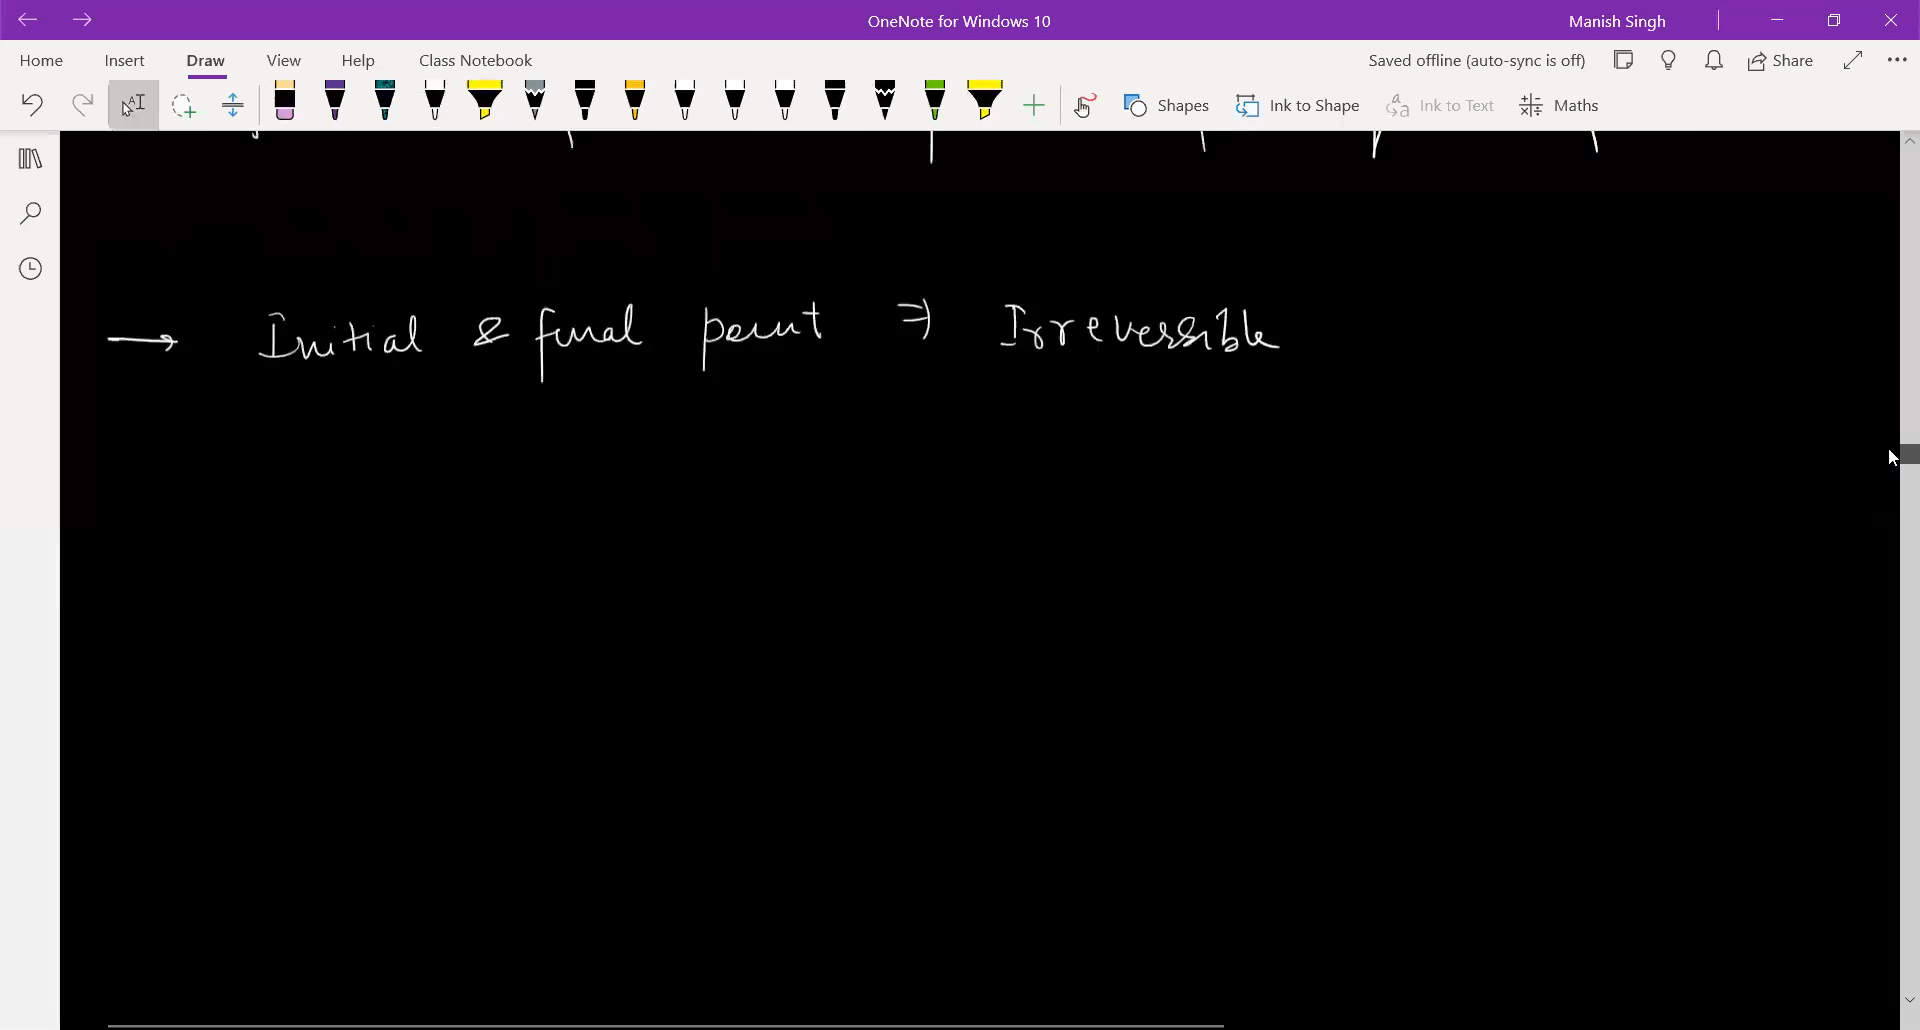 OneNote for Windows 10 Manish Singh
Home Insert Draw View Help Class Notebook Saved offline (auto-sync is off) Share
Shapes Ink to Shape Ink to Text Maths
→ Initial & final point ⇒ Irreversible